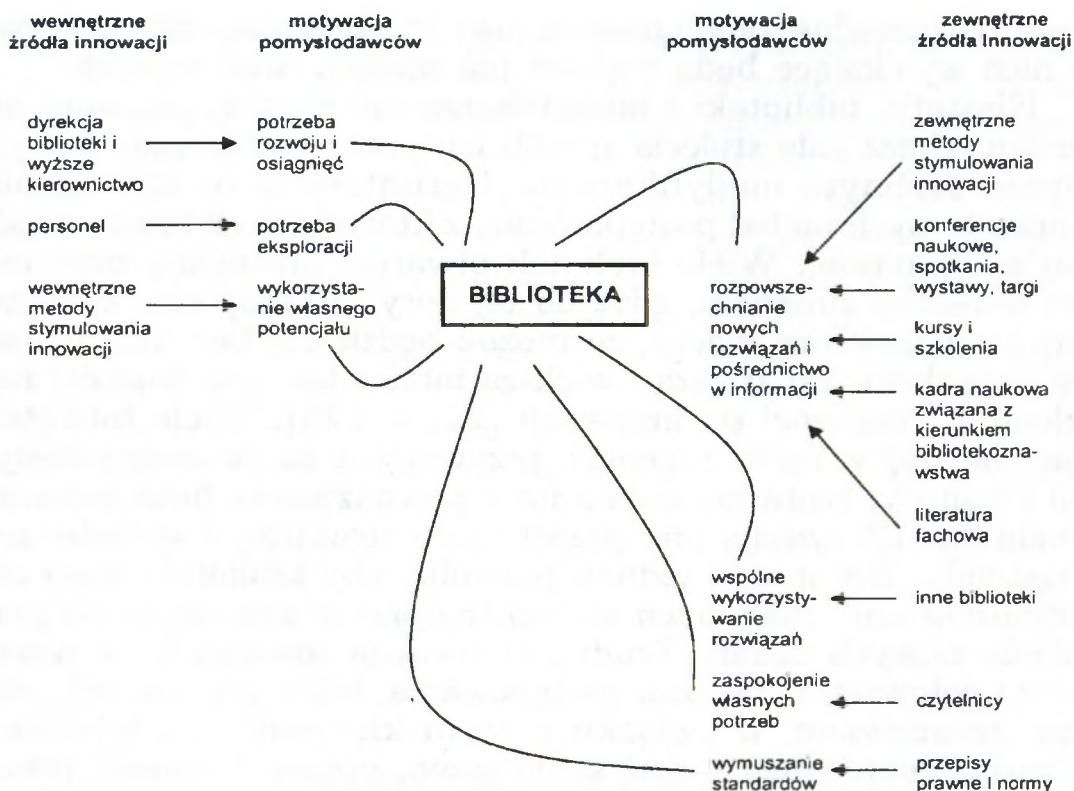 wewnętrzne
źródła innowacji
motywacja
pomysłodawców
motywacja
pomysłodawców
zewnętrzne
źródła Innowacji
dyrekcja
biblioteki i
wyższe
kierownictwo
potrzeba
rozwoju i
osiągnięć
personel
potrzeba
eksploracji
wewnętrzne
metody
stymulowania
innowacji
wykorzysta-
nie własnego
potencjału
BIBLIOTEKA
rozpowsze-
chnianie
nowych
rozwiązań i
pośrednictwo
w informacji
zewnętrzne
metody
stymulowania
innowacji
konferencje
naukowe,
spotkania,
wystawy, targi
kursy i
szkolenia
kadra naukowa
związana z
kierunkiem
bibliotekozna-
wstwa
literatura
fachowa
wspólne
wykorzysty-
wanie
rozwiązań
inne biblioteki
zaspokojenie
własnych
potrzeb
czytelnicy
wymuszanie
standardów
przepisy
prawne I normy